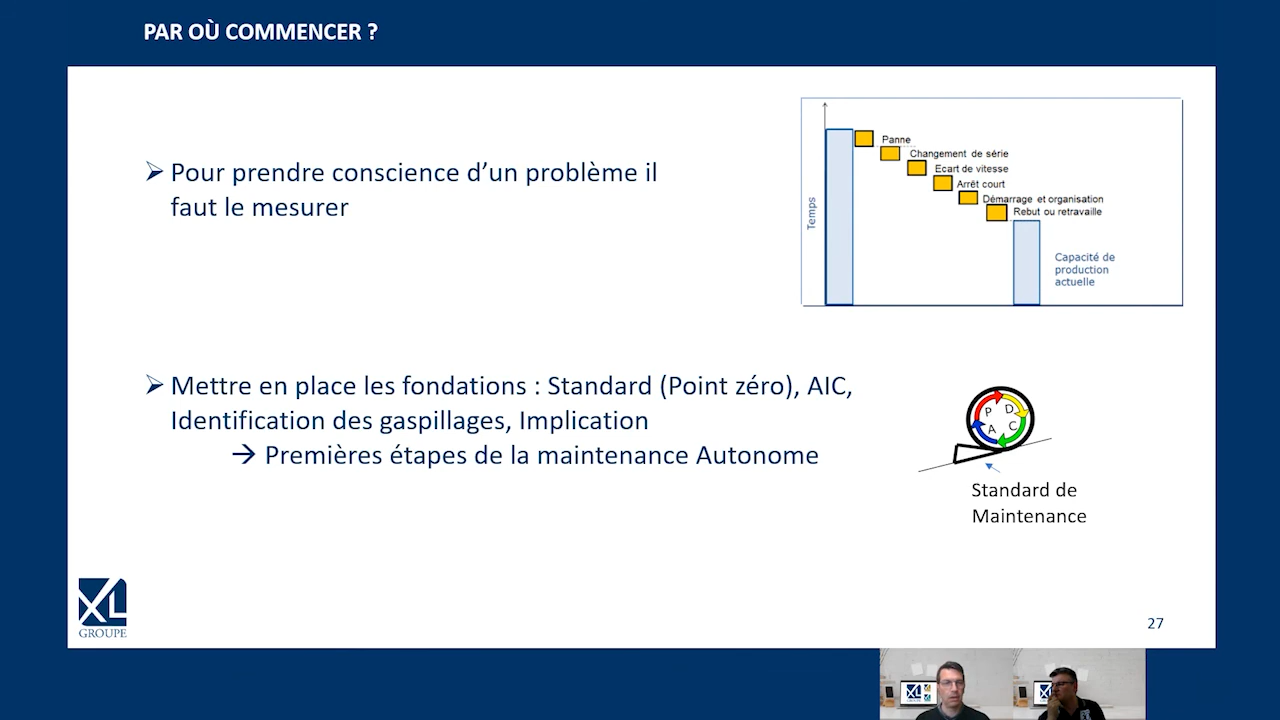 PAR OÙ COMMENCER ?
Pour prendre conscience d’un problème il
faut le mesurer
Temps
Panne
Changement de série
Ecart de vitesse
Arrêt court
Démarrage et organisation
Rebut ou retravaille
Capacité de
production
actuelle
Mettre en place les fondations : Standard (Point zéro), AIC,
Identification des gaspillages, Implication
→ Premières étapes de la maintenance Autonome
P D
A C
Standard de
Maintenance
XL
GROUPE
27
XL
GROUPE
XL